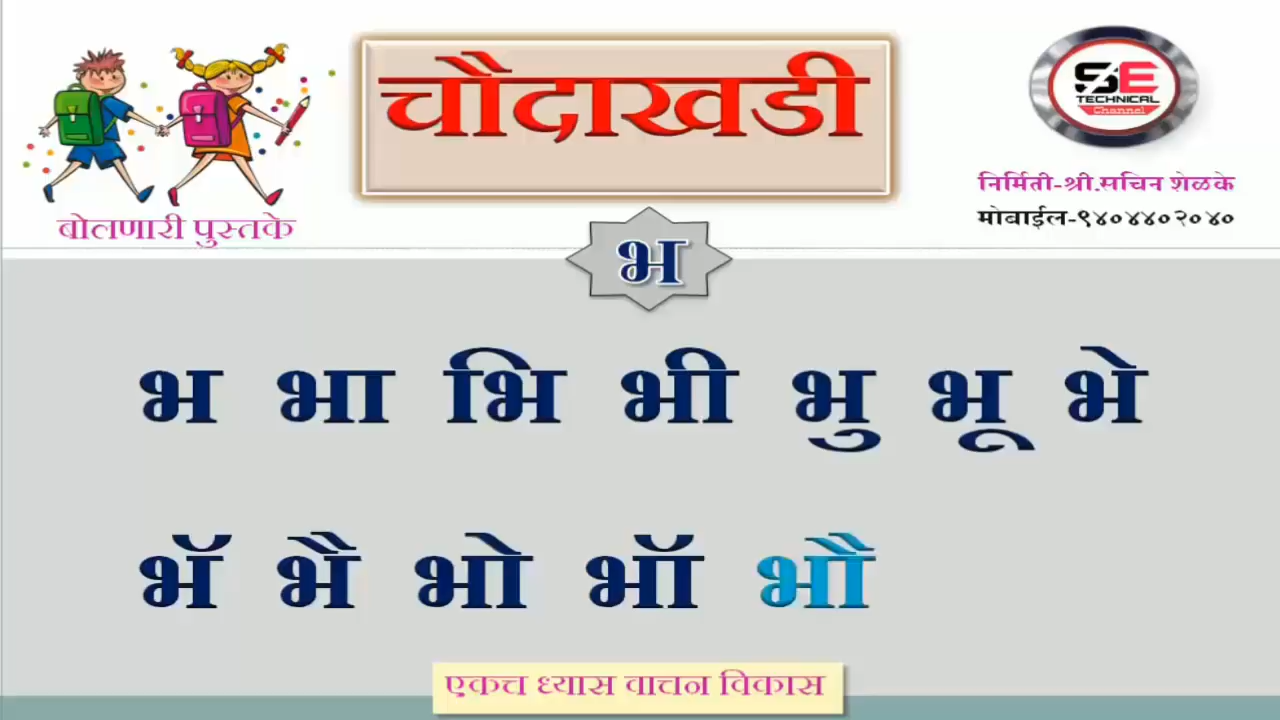 चौदाखडी
SE
TECHNICAL
Channel
बोलणारी पुस्तके
निर्मिती-श्री.सचिन शेळके
मोबाईल-९४०४४०२०४०
भ
भ भा भि भी भु भू भे
भॅ भै भो भॉ भौ
एकच ध्यास वाचन विकास